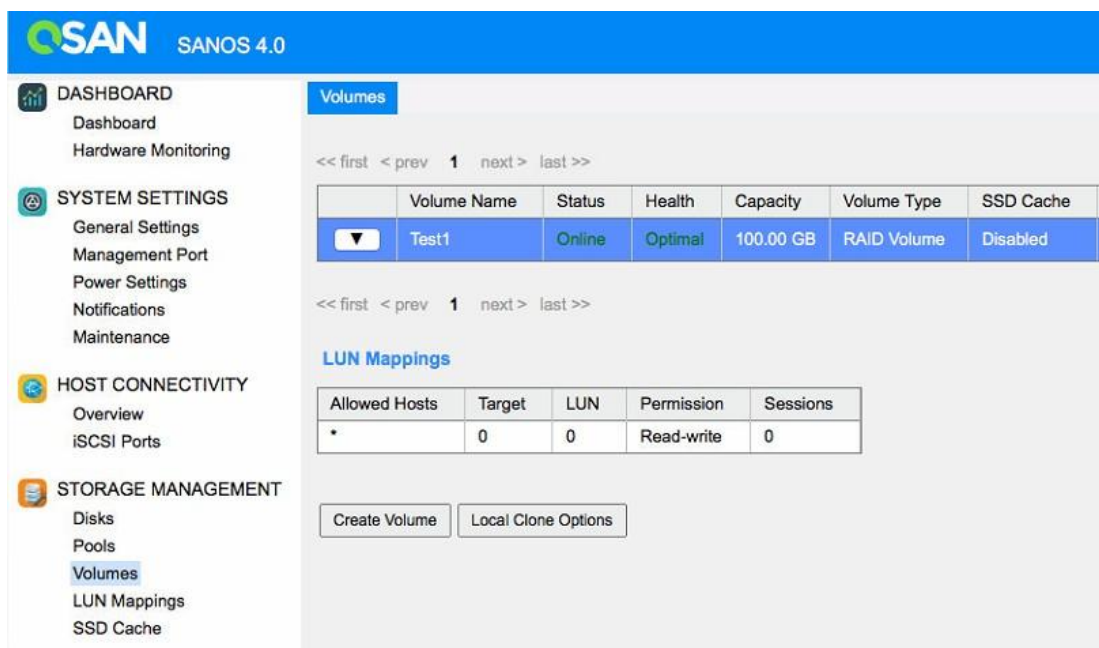 QSAN SANOS 4.0
DASHBOARD
Dashboard
Hardware Monitoring
SYSTEM SETTINGS
General Settings
Management Port
Power Settings
Notifications
Maintenance
HOST CONNECTIVITY
Overview
iSCSI Ports
STORAGE MANAGEMENT
Disks
Pools
Volumes
LUN Mappings
SSD Cache
Volumes
<< first < prev 1 next > last >>
Volume Name Status Health Capacity Volume Type SSD Cache
▼ Test1 Online Optimal 100.00 GB RAID Volume Disabled
<< first < prev 1 next > last >>
LUN Mappings
Allowed Hosts Target LUN Permission Sessions
* 0 0 Read-write 0
Create Volume Local Clone Options